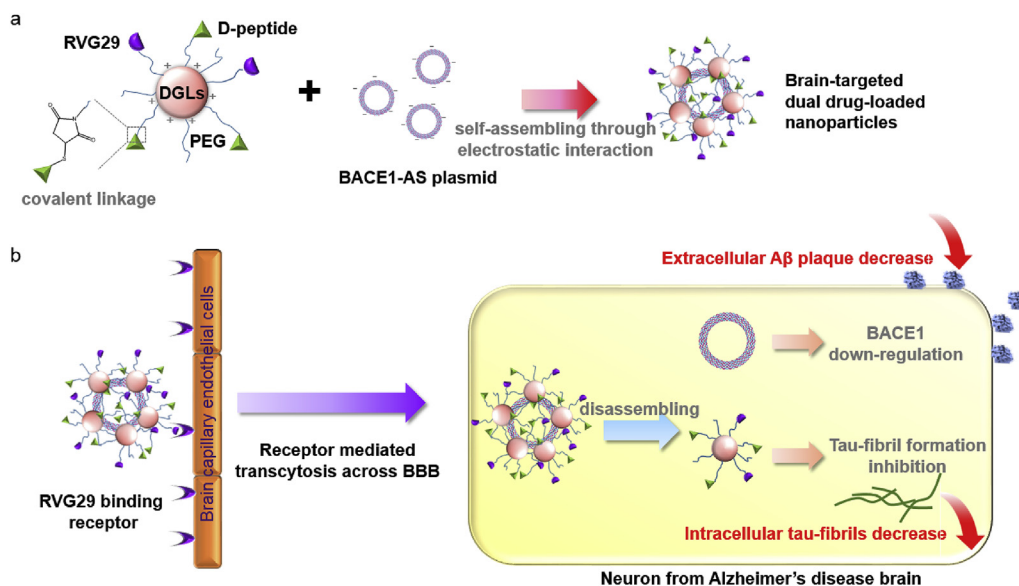 a
D-peptide
RVG29
DGLs
PEG
N
O
O
S
covalent linkage
+
BACE1-AS plasmid
self-assembling through
electrostatic interaction
Brain-targeted
dual drug-loaded
nanoparticles
b
Brain capillary endothelial cells
RVG29 binding
receptor
Receptor mediated
transcytosis across BBB
Extracellular Aβ plaque decrease
BACE1
down-regulation
disassembling
Tau-fibril formation
inhibition
Intracellular tau-fibrils decrease
Neuron from Alzheimer's disease brain